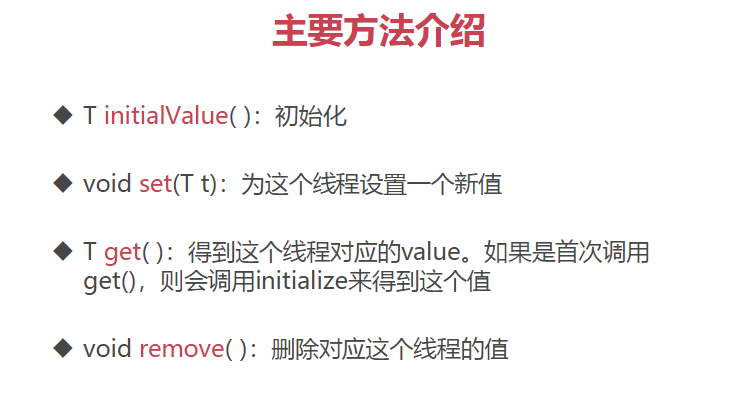 主要方法介绍
◆ T initialValue( )：初始化
◆ void set(T t)：为这个线程设置一个新值
◆ T get( )：得到这个线程对应的value。如果是首次调用
get()，则会调用initialize来得到这个值
◆ void remove( )：删除对应这个线程的值